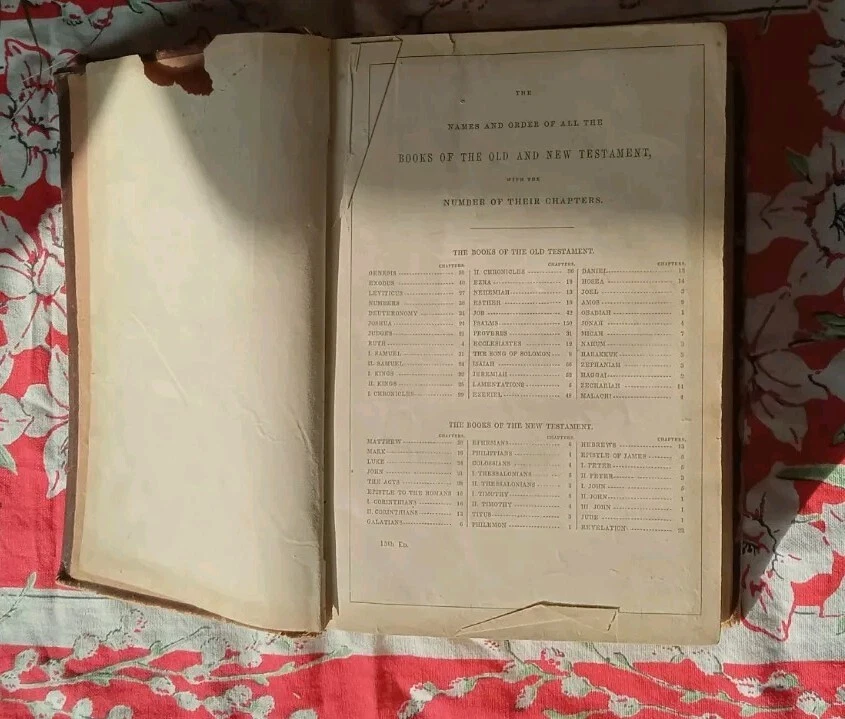 THE
NAMES AND ORDER OF ALL THE
BOOKS OF THE OLD AND NEW TESTAMENT,
WITH THE
NUMBER OF THEIR CHAPTERS.
THE BOOKS OF THE OLD TESTAMENT.
CHAPTERS.
GENESIS 50
EXODUS 40
LEVITICUS 27
NUMBERS 36
DEUTERONOMY 34
JOSHUA 24
JUDGES 21
RUTH 4
I. SAMUEL 31
II. SAMUEL 24
I. KINGS 22
II. KINGS 25
I. CHRONICLES 29
CHAPTERS.
II. CHRONICLES 36
EZRA 10
NEHEMIAH 13
ESTHER 10
JOB 42
PSALMS 150
PROVERBS 31
ECCLESIASTES 12
THE SONG OF SOLOMON 8
ISAIAH 66
JEREMIAH 52
LAMENTATIONS 5
EZEKIEL 48
CHAPTERS.
DANIEL 12
HOSEA 14
JOEL 3
AMOS 9
OBADIAH 1
JONAH 4
MICAH 7
NAHUM 3
HABAKKUK 3
ZEPHANIAH 3
HAGGAI 2
ZECHARIAH 14
MALACHI 4
THE BOOKS OF THE NEW TESTAMENT.
CHAPTERS.
MATTHEW 28
MARK 16
LUKE 24
JOHN 21
THE ACTS 28
EPISTLE TO THE ROMANS 16
I. CORINTHIANS 16
II. CORINTHIANS 13
GALATIANS 6
CHAPTERS.
EPHESIANS 6
PHILIPPIANS 4
COLOSSIANS 4
I. THESSALONIANS 5
II. THESSALONIANS 3
I. TIMOTHY 6
II. TIMOTHY 4
TITUS 3
PHILEMON 1
CHAPTERS.
HEBREWS 13
EPISTLE OF JAMES 5
I. PETER 5
II. PETER 3
I. JOHN 5
II. JOHN 1
III. JOHN 1
JUDE 1
REVELATION 22
13th Ed.